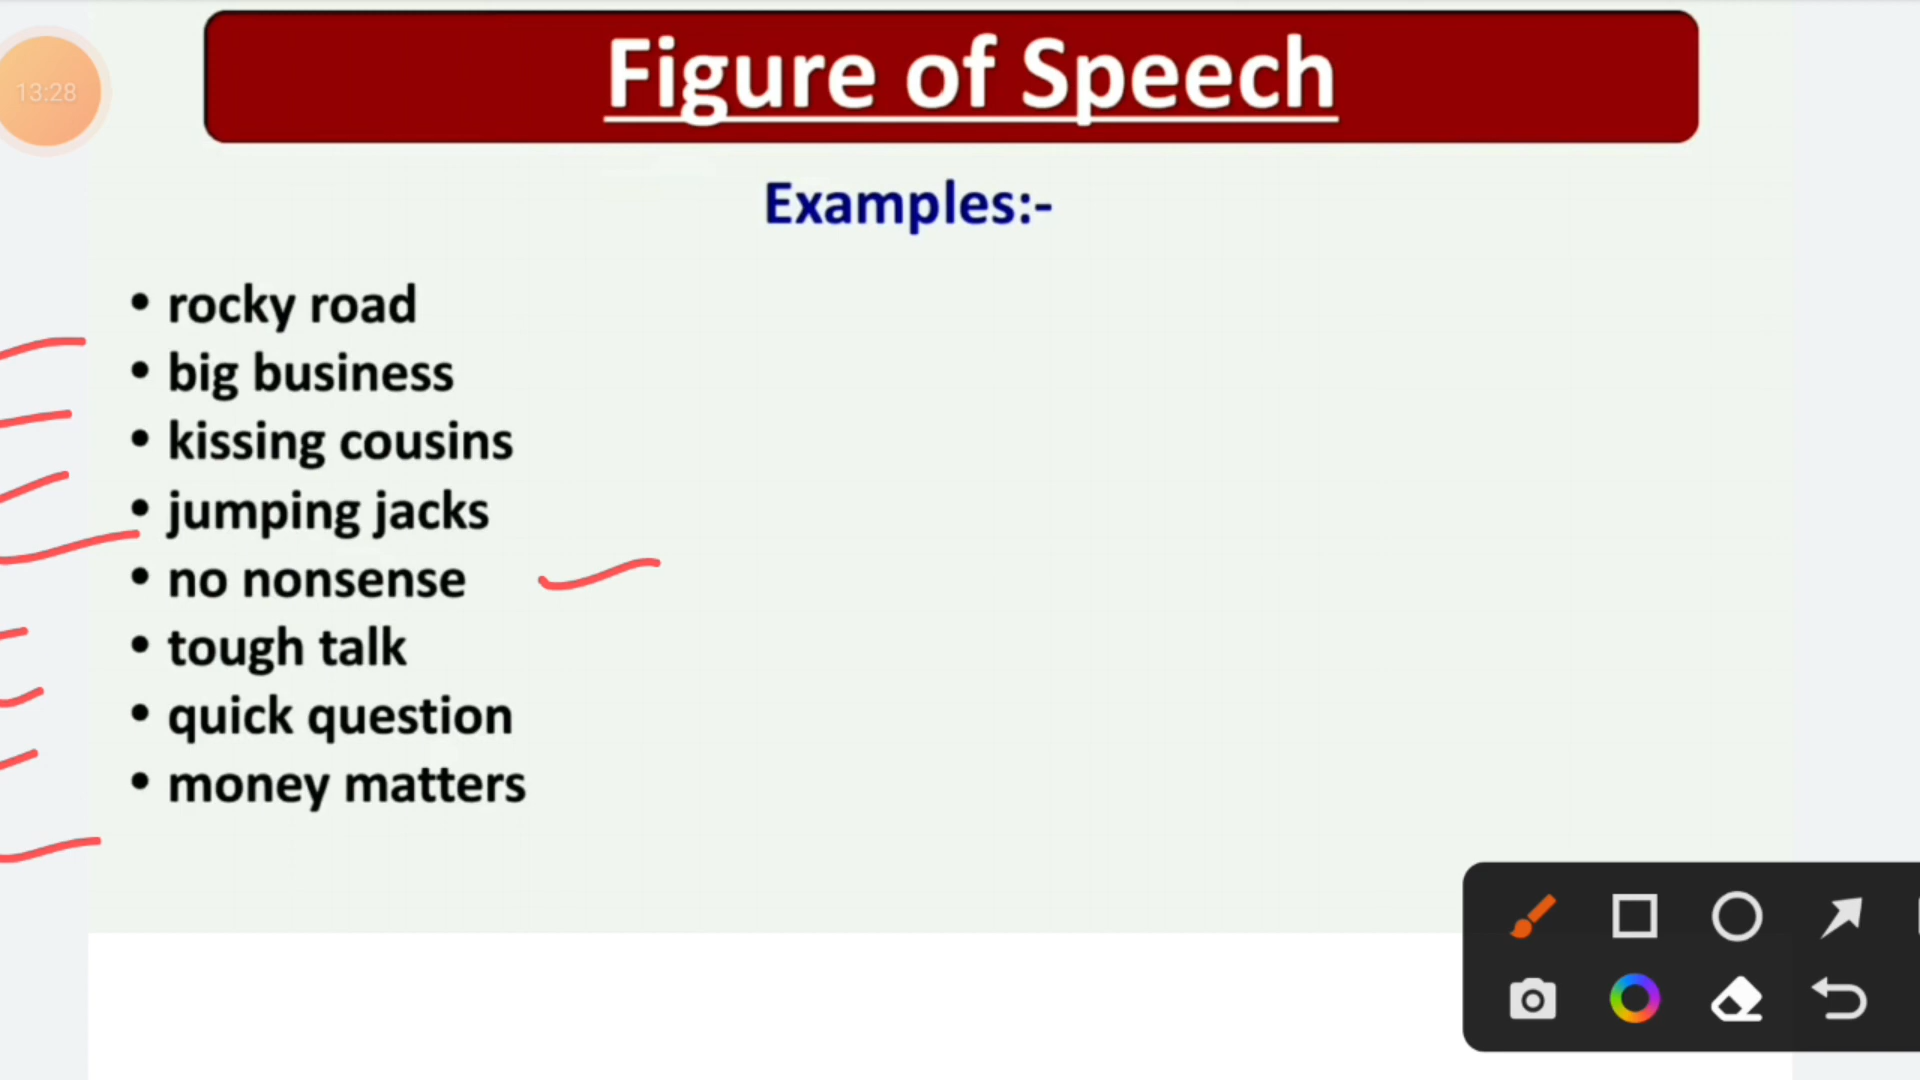 13:28
Figure of Speech
Examples:-
• rocky road
• big business
• kissing cousins
• jumping jacks
• no nonsense
• tough talk
• quick question
• money matters